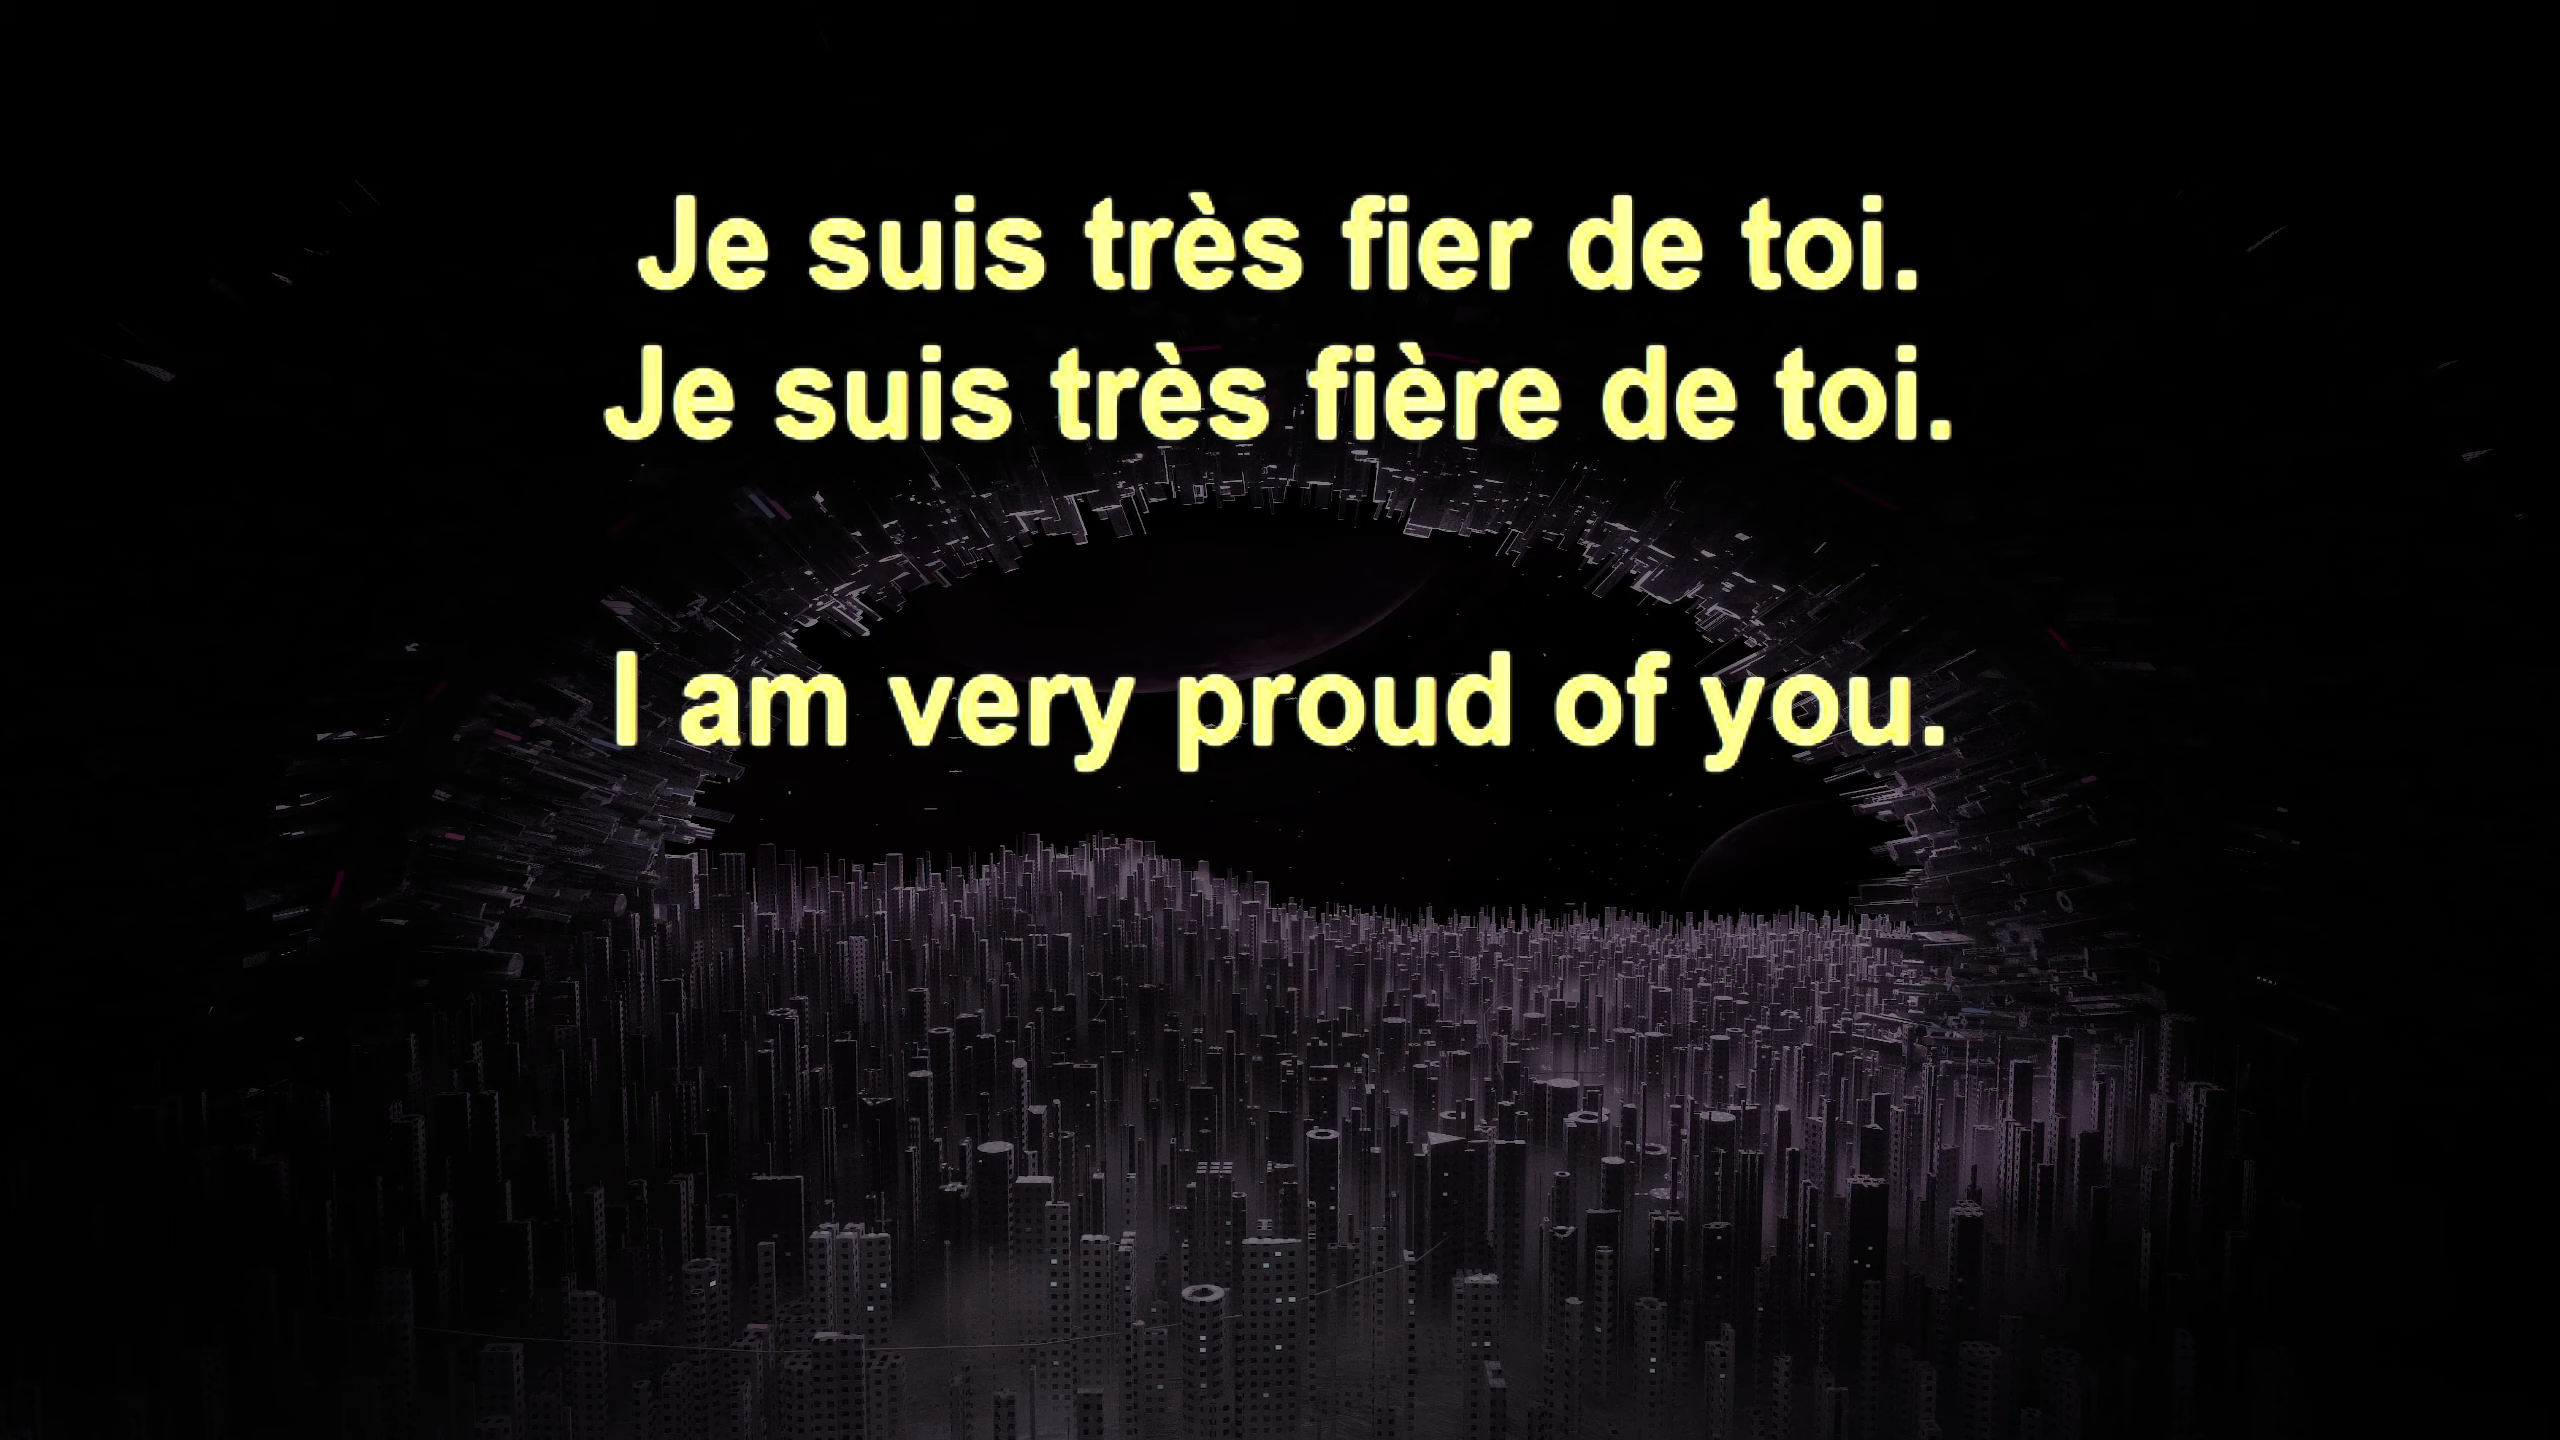 Je suis très fier de toi.
Je suis très fière de toi.
I am very proud of you.